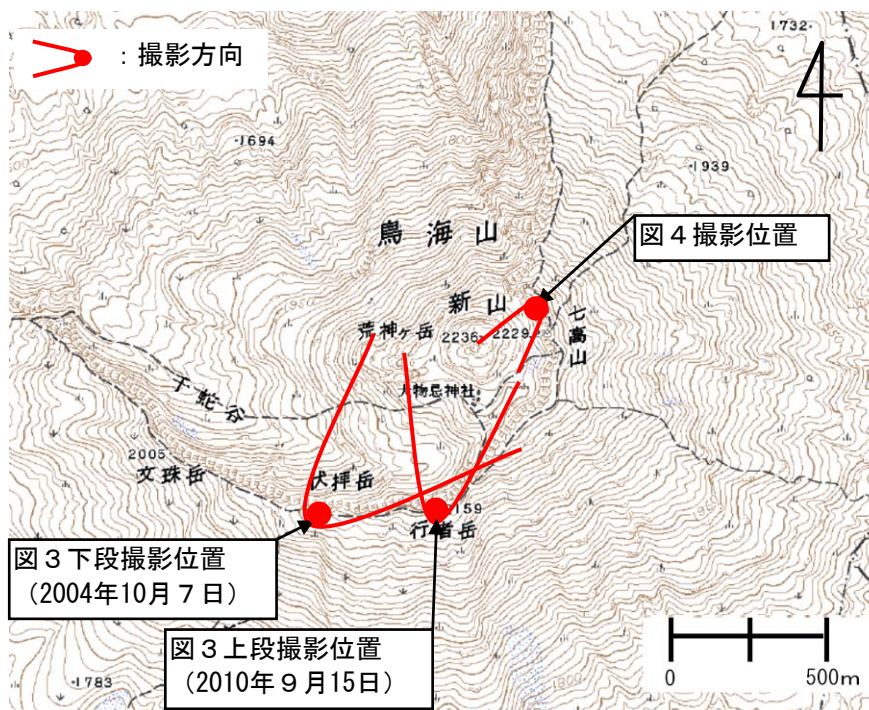 ：撮影方向
・1732・
・1694
・1939
1800
鳥海山
図４撮影位置
新山
七高山
荒神ヶ岳
2236
2229
大物忌神社
千蛇谷
2005
文珠岳
伏拝岳
159
行者岳
図３下段撮影位置
（2004年10月７日）
図３上段撮影位置
（2010年９月15日）
・1783
1800
0
500m